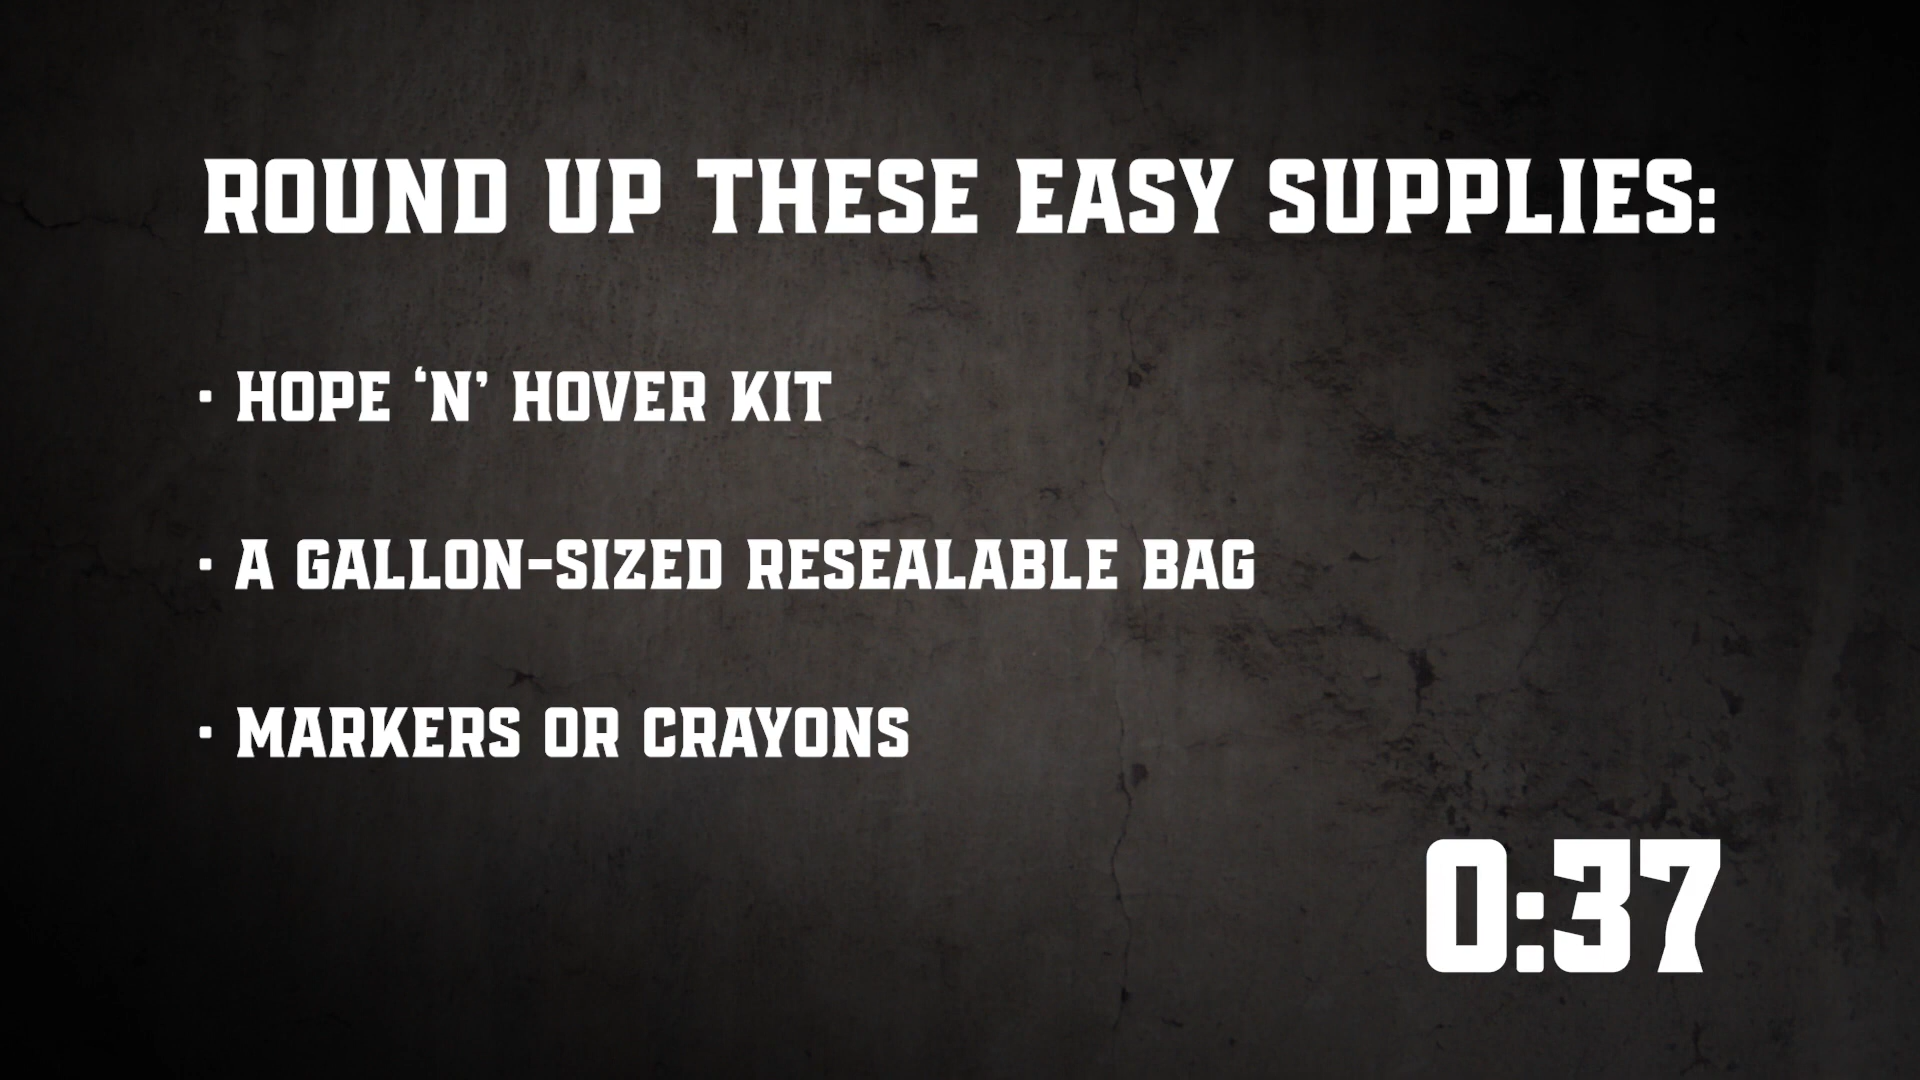 ROUND UP THESE EASY SUPPLIES:
· HOPE ‘N’ HOVER KIT
· A GALLON-SIZED RESEALABLE BAG
· MARKERS OR CRAYONS
0:37